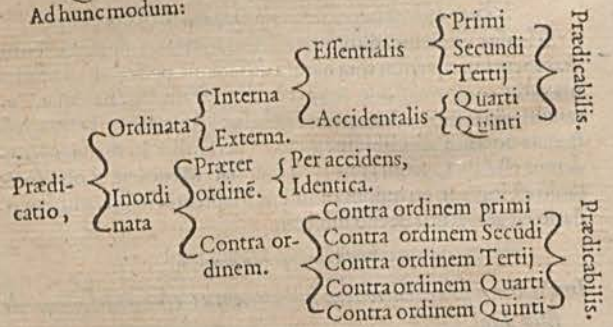 Ad hunc modum:
Prædi-
catio,
Ordinata
Interna
Essentialis
Primi
Secundi
Tertij
Accidentalis
Quarti
Quinti
Prædicabilis.
Externa.
Inordi
nata
Præter
ordinē.
Per accidens,
Identica.
Contra or-
dinem.
Contra ordinem primi
Contra ordinem Secūdi
Contra ordinem Tertij
Contra ordinem Quarti
Contra ordinem Quinti
Prædicabilis.